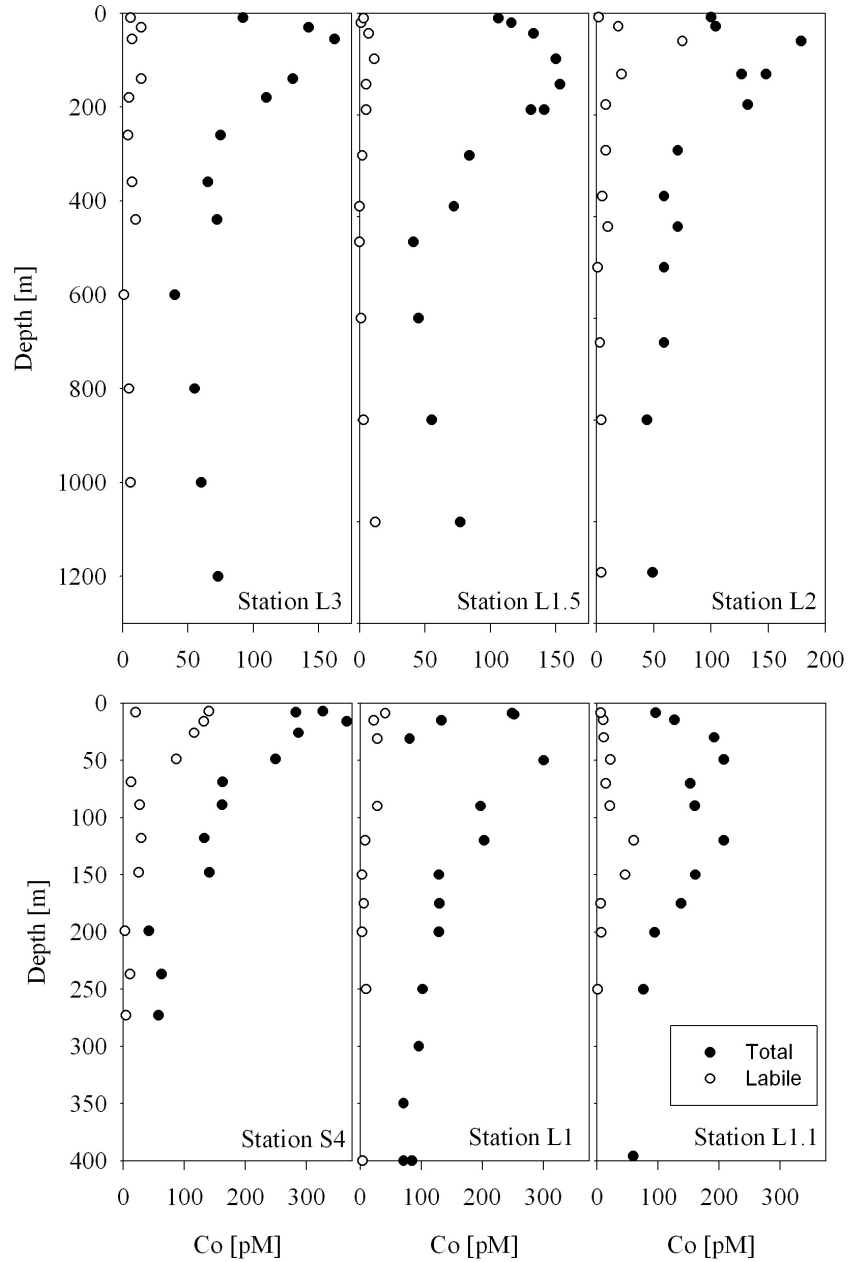 0
200
400
600
800
1000
1200
Depth [m]
Station L3
Station L1.5
Station L2
0 50 100 150
0 50 100 150
0 50 100 150 200
0
50
100
150
200
250
300
350
400
Depth [m]
Total
Labile
Station S4
Station L1
Station L1.1
0 100 200 300
0 100 200 300
0 100 200 300
Co [pM]
Co [pM]
Co [pM]